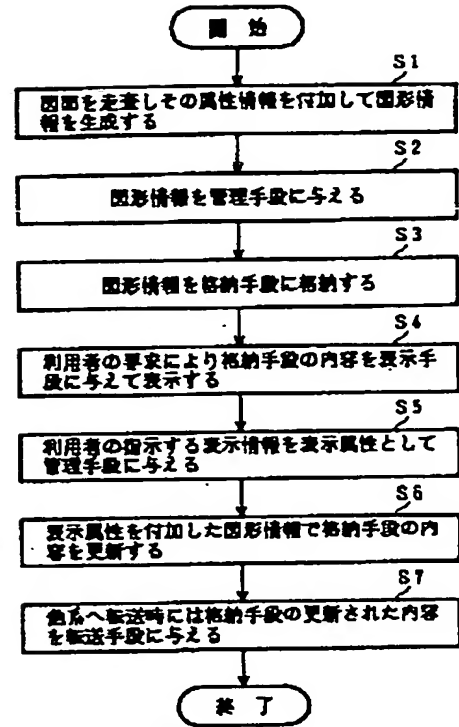 開 始
S1
図面を走査しその属性情報を付加して図形情
報を生成する
S2
図形情報を管理手段に与える
S3
図形情報を格納手段に格納する
S4
利用者の要求により格納手段の内容を表示手
段に与えて表示する
S5
利用者の指示する表示情報を表示属性として
管理手段に与える
S6
表示属性を付加した図形情報で格納手段の内
容を更新する
S7
他系へ転送時には格納手段の更新された内容
を転送手段に与える
終 了